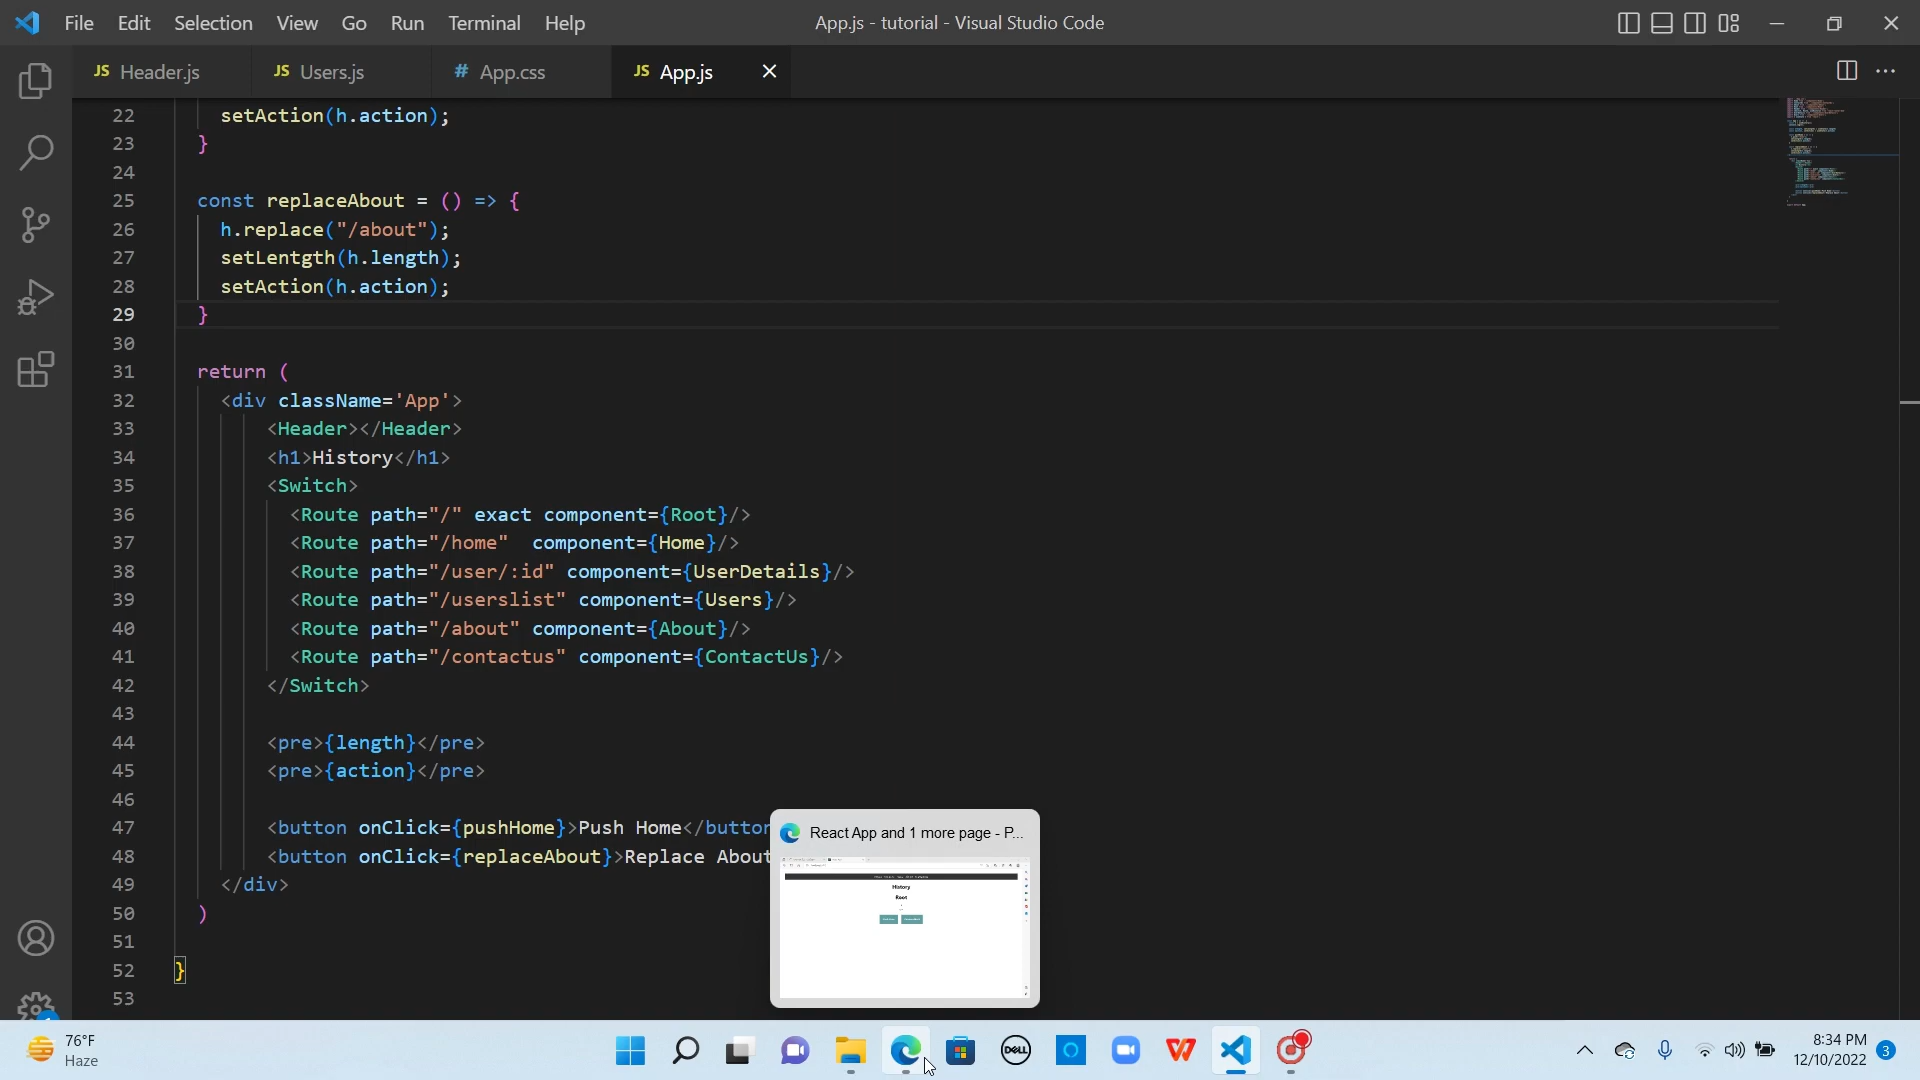 File Edit Selection View Go Run Terminal Help
App.js - tutorial - Visual Studio Code
JS Header.js
JS Users.js
# App.css
JS App.js
22 setAction(h.action);
23 }
24
25 const replaceAbout = () => {
26 h.replace("/about");
27 setLentgth(h.length);
28 setAction(h.action);
29 }
30
31 return (
32 <div className='App'>
33 <Header></Header>
34 <h1>History</h1>
35 <Switch>
36 <Route path="/" exact component={Root}/>
37 <Route path="/home"  component={Home}/>
38 <Route path="/user/:id" component={UserDetails}/>
39 <Route path="/userslist" component={Users}/>
40 <Route path="/about" component={About}/>
41 <Route path="/contactus" component={ContactUs}/>
42 </Switch>
43
44 <pre>{length}</pre>
45 <pre>{action}</pre>
46
47 <button onClick={pushHome}>Push Home</button
48 <button onClick={replaceAbout}>Replace About
49 </div>
50 )
51
52 }
53
React App and 1 more page - P...
History
Root
76°F
Haze
DELL
W
8:34 PM
12/10/2022
3